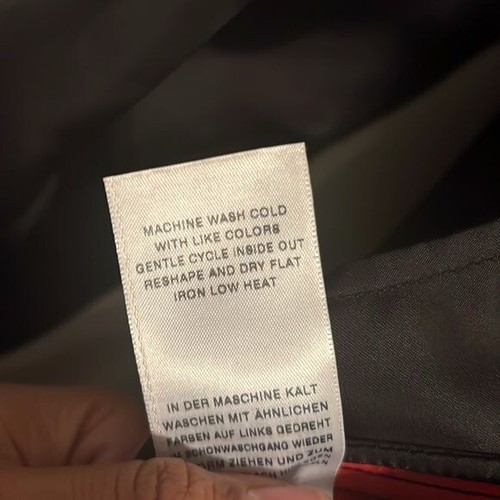 MACHINE WASH COLD
WITH LIKE COLORS
GENTLE CYCLE INSIDE OUT
RESHAPE AND DRY FLAT
IRON LOW HEAT
IN DER MASCHINE KALT
WASCHEN MIT ÄHNLICHEN
FARBEN AUF LINKS GEDREHT
SCHONWASCHGANG WIEDER
ZIEHEN UND ZUM